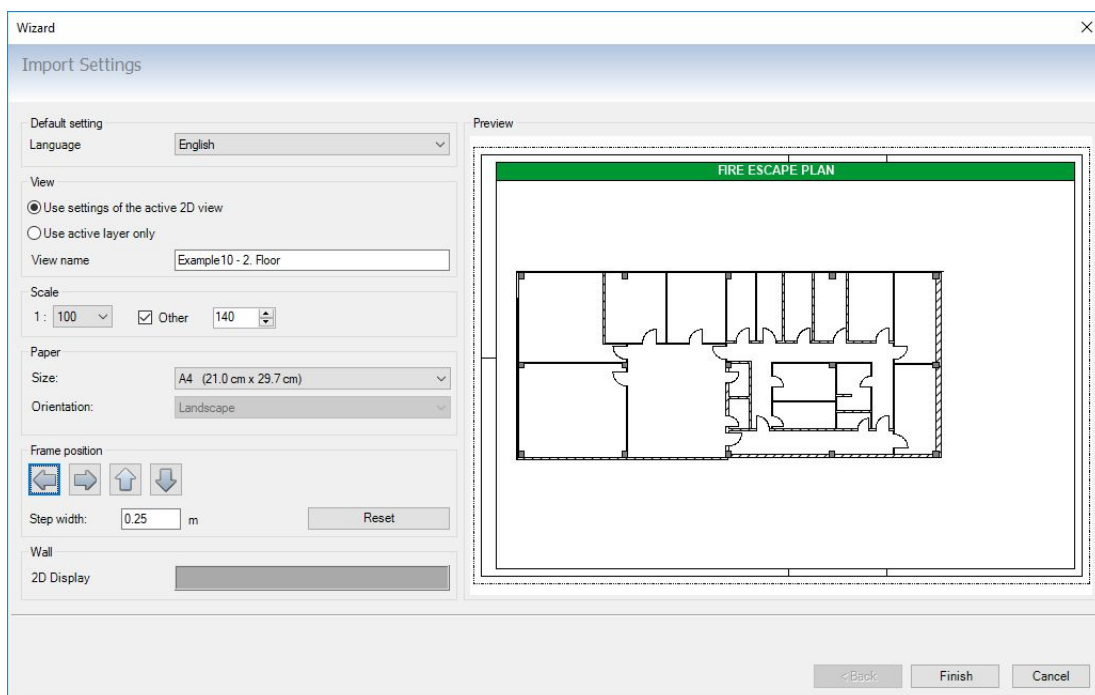 Wizard
Import Settings
Default setting
Language
English
View
Use settings of the active 2D view
Use active layer only
View name
Example10 - 2. Floor
Scale
1 : 100
Other
140
Paper
Size:
A4 (21.0 cm x 29.7 cm)
Orientation:
Landscape
Frame position
Step width:
0.25
m
Reset
Wall
2D Display
Preview
FIRE ESCAPE PLAN
< Back
Finish
Cancel